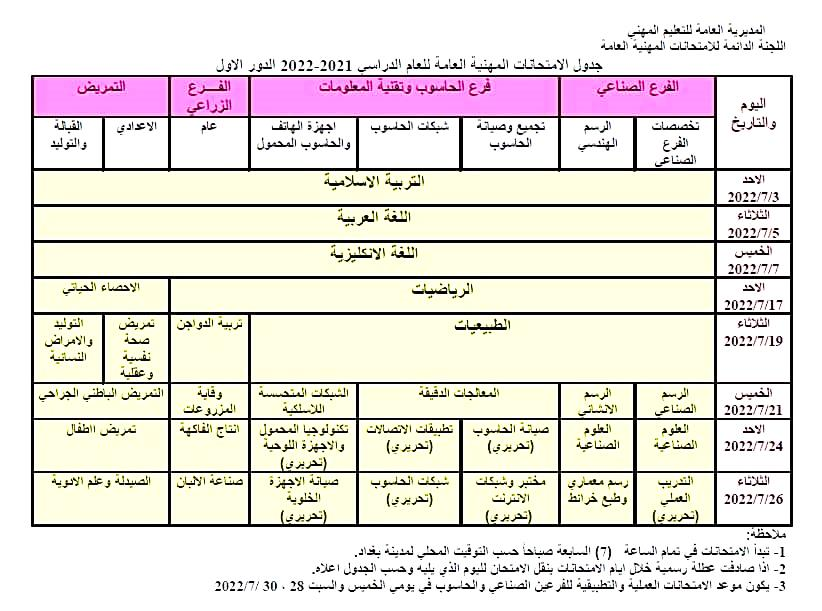 المديرية العامة للتعليم المهني
اللجنة الدائمة للامتحانات المهنية العامة
جدول الامتحانات المهنية العامة للعام الدراسي 2021-2022 الدور الاول
اليوم والتاريخ
الفرع الصناعي
فرع الحاسوب وتقنية المعلومات
الفـــرع الزراعي
التمريض
تخصصات الفرع الصناعي
الرسم الهندسي
تجميع وصيانة الحاسوب
شبكات الحاسوب
اجهزة الهاتف والحاسوب المحمول
عام
الاعدادي
القبالة والتوليد
الاحد 2022/7/3
التربية الاسلامية
الثلاثاء 2022/7/5
اللغة العربية
الخميس 2022/7/7
اللغة الانكليزية
الاحد 2022/7/17
الرياضيات
الاحصاء الحياتي
الثلاثاء 2022/7/19
الطبيعيات
تربية الدواجن
تمريض صحة نفسية وعقلية
التوليد والامراض النسائية
الخميس 2022/7/21
الرسم الصناعي
الرسم الانشائي
المعالجات الدقيقة
الشبكات المتحسسة اللاسلكية
وقاية المزروعات
التمريض الباطني الجراحي
الاحد 2022/7/24
العلوم الصناعية
العلوم الصناعية
صيانة الحاسوب (تحريري)
تطبيقات الاتصالات (تحريري)
تكنولوجيا المحمول والاجهزة اللوحية (تحريري)
انتاج الفاكهة
تمريض اطفال
الثلاثاء 2022/7/26
التدريب العملي (تحريري)
رسم معماري وطبع خرائط
مختبر وشبكات الانترنت (تحريري)
شبكات الحاسوب (تحريري)
صيانة الاجهزة الخلوية (تحريري)
صناعة الالبان
الصيدلة وعلم الادوية
ملاحظة:
1- تبدأ الامتحانات في تمام الساعة (7) السابعة صباحاً حسب التوقيت المحلي لمدينة بغداد.
2- اذا صادفت عطلة رسمية خلال ايام الامتحانات ينقل الامتحان لليوم الذي يليه وحسب الجدول اعلاه.
3- يكون موعد الامتحانات العملية والتطبيقية للفرعين الصناعي والحاسوب في يومي الخميس والسبت 28 ، 30 /2022/7